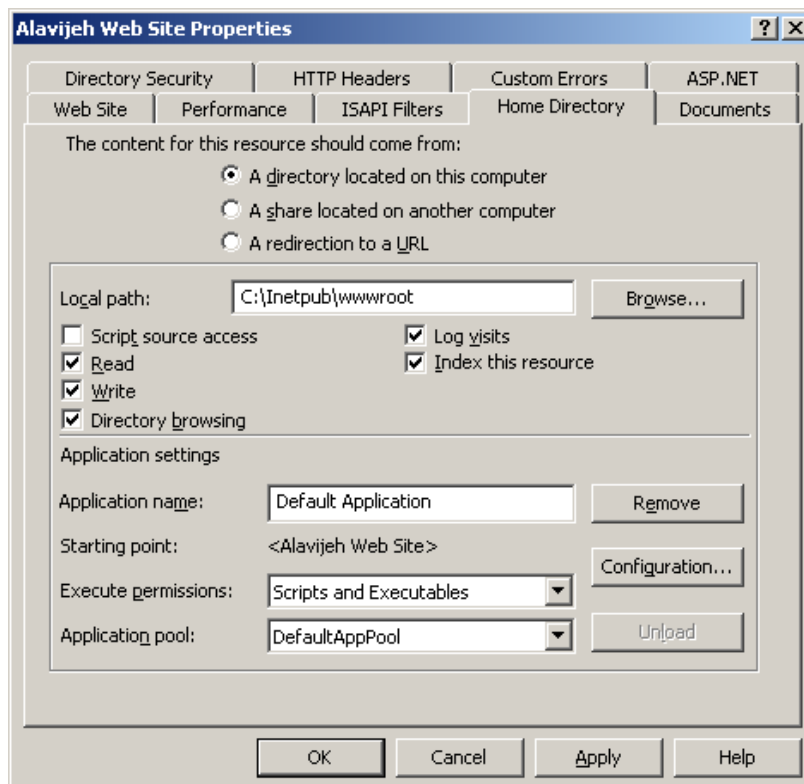 Alavijeh Web Site Properties
Directory Security HTTP Headers Custom Errors ASP.NET
Web Site Performance ISAPI Filters Home Directory Documents
The content for this resource should come from:
A directory located on this computer
A share located on another computer
A redirection to a URL
Local path: C:\Inetpub\wwwroot Browse...
Script source access Log visits
Read Index this resource
Write
Directory browsing
Application settings
Application name: Default Application Remove
Starting point: <Alavijeh Web Site>
Configuration...
Execute permissions: Scripts and Executables
Application pool: DefaultAppPool Unload
OK Cancel Apply Help